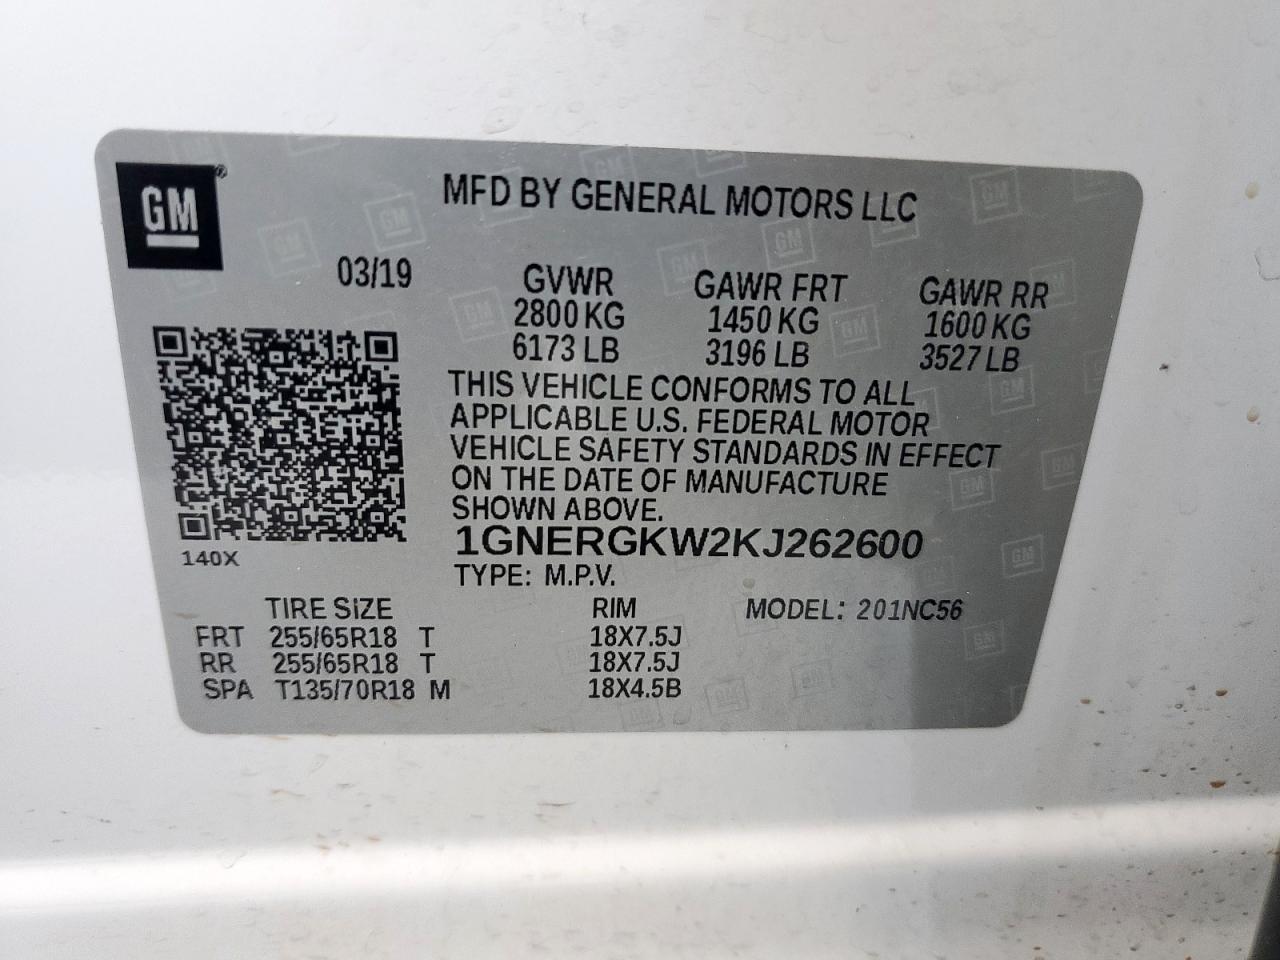 GM ®
MFD BY GENERAL MOTORS LLC
03/19
GVWR GAWR FRT GAWR RR
2800 KG 1450 KG 1600 KG
6173 LB 3196 LB 3527 LB
THIS VEHICLE CONFORMS TO ALL
APPLICABLE U.S. FEDERAL MOTOR
VEHICLE SAFETY STANDARDS IN EFFECT
ON THE DATE OF MANUFACTURE
SHOWN ABOVE.
1GNERGKW2KJ262600
140X
TYPE: M.P.V.
TIRE SIZE RIM MODEL: 201NC56
FRT 255/65R18 T 18X7.5J
RR 255/65R18 T 18X7.5J
SPA T135/70R18 M 18X4.5B